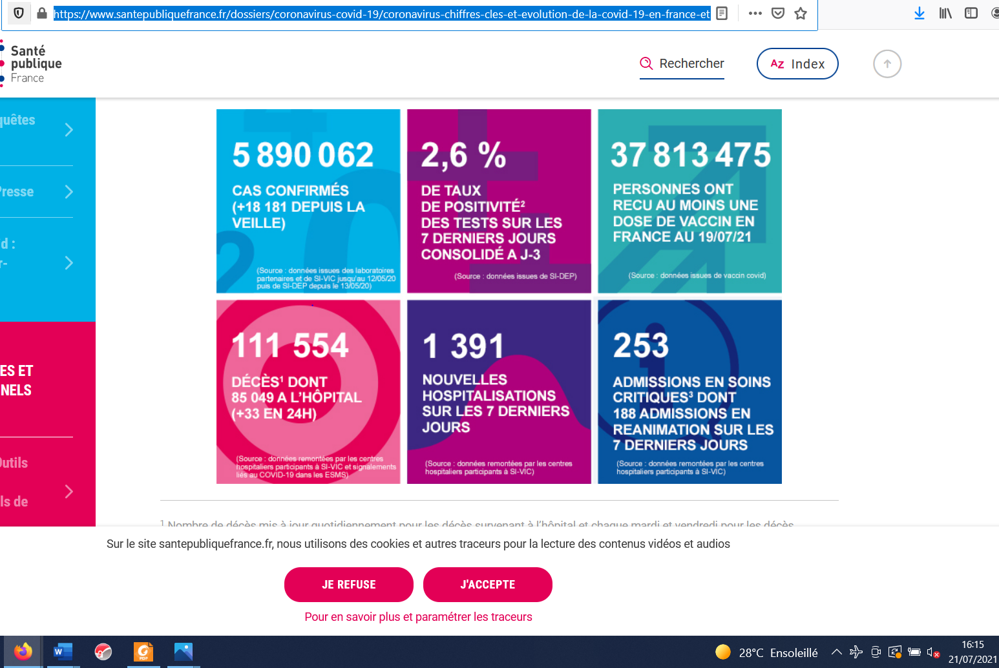 https://www.santepubliquefrance.fr/dossiers/coronavirus-covid-19/coronavirus-chiffres-cles-et-evolution-de-la-covid-19-en-france-et
Santé
publique
France
Rechercher
AZ Index
quêtes
Presse
d :
r-
ES ET
NELS
Outils
ls de
5 890 062
CAS CONFIRMÉS
(+18 181 DEPUIS LA
VEILLE)
(Source : données issues des laboratoires
partenaires et de SI-VIC jusqu'au 12/05/20
puis de SI-DEP depuis le 13/05/20)
2,6 %
DE TAUX
DE POSITIVITÉ²
DES TESTS SUR LES
7 DERNIERS JOURS
CONSOLIDÉ A J-3
(Source : données issues de SI-DEP)
37 813 475
PERSONNES ONT
RECU AU MOINS UNE
DOSE DE VACCIN EN
FRANCE AU 19/07/21
(Source : données issues de vaccin covid)
111 554
DÉCÈS¹ DONT
85 049 A L'HÔPITAL
(+33 EN 24H)
(Source : données remontées par les centres
hospitaliers participants à SI-VIC et signalements
liés au COVID-19 dans les ESMS)
1 391
NOUVELLES
HOSPITALISATIONS
SUR LES 7 DERNIERS
JOURS
(Source : données remontées par les centres
hospitaliers participants à SI-VIC)
253
ADMISSIONS EN SOINS
CRITIQUES³ DONT
188 ADMISSIONS EN
REANIMATION SUR LES
7 DERNIERS JOURS
(Source : données remontées par les centres
hospitaliers participants à SI-VIC)
¹ Nombre de décès mis à jour quotidiennement pour les décès survenant à l'hôpital et chaque mardi et vendredi pour les décès
Sur le site santepubliquefrance.fr, nous utilisons des cookies et autres traceurs pour la lecture des contenus vidéos et audios
JE REFUSE
J'ACCEPTE
Pour en savoir plus et paramétrer les traceurs
W
PDF
28°C Ensoleillé
16:15
21/07/2021